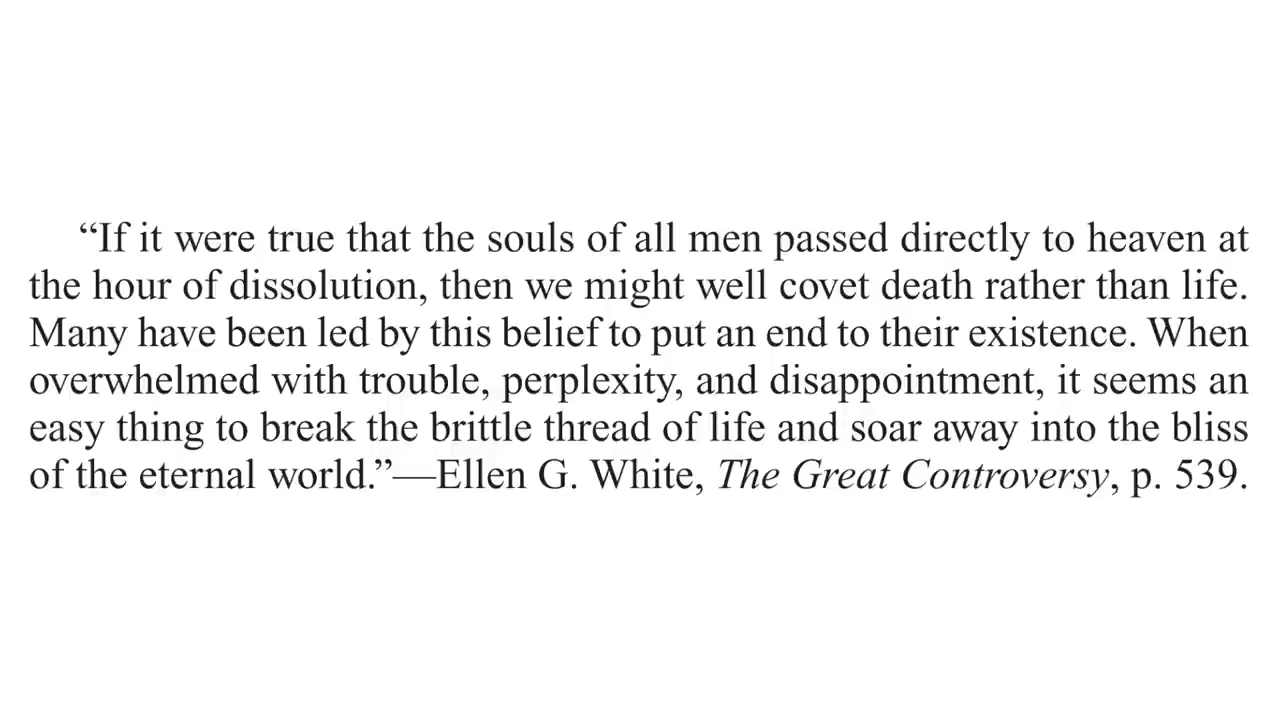 “If it were true that the souls of all men passed directly to heaven at
the hour of dissolution, then we might well covet death rather than life.
Many have been led by this belief to put an end to their existence. When
overwhelmed with trouble, perplexity, and disappointment, it seems an
easy thing to break the brittle thread of life and soar away into the bliss
of the eternal world.”—Ellen G. White, The Great Controversy, p. 539.